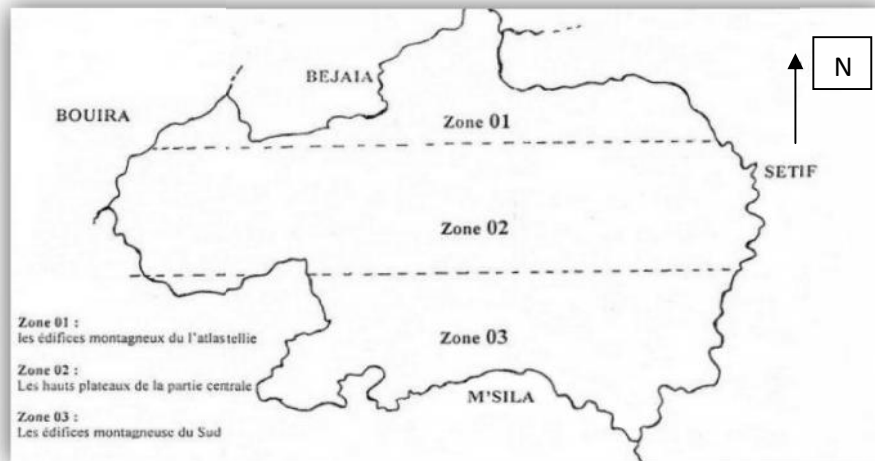 N
BEJAIA
BOUIRA
Zone 01
SETIF
Zone 02
Zone 01 :
les édifices montagneux du l'atlastellie
Zone 03
Zone 02 :
Les hauts plateaux de la partie centrale
M'SILA
Zone 03 :
Les édifices montagneuse du Sud